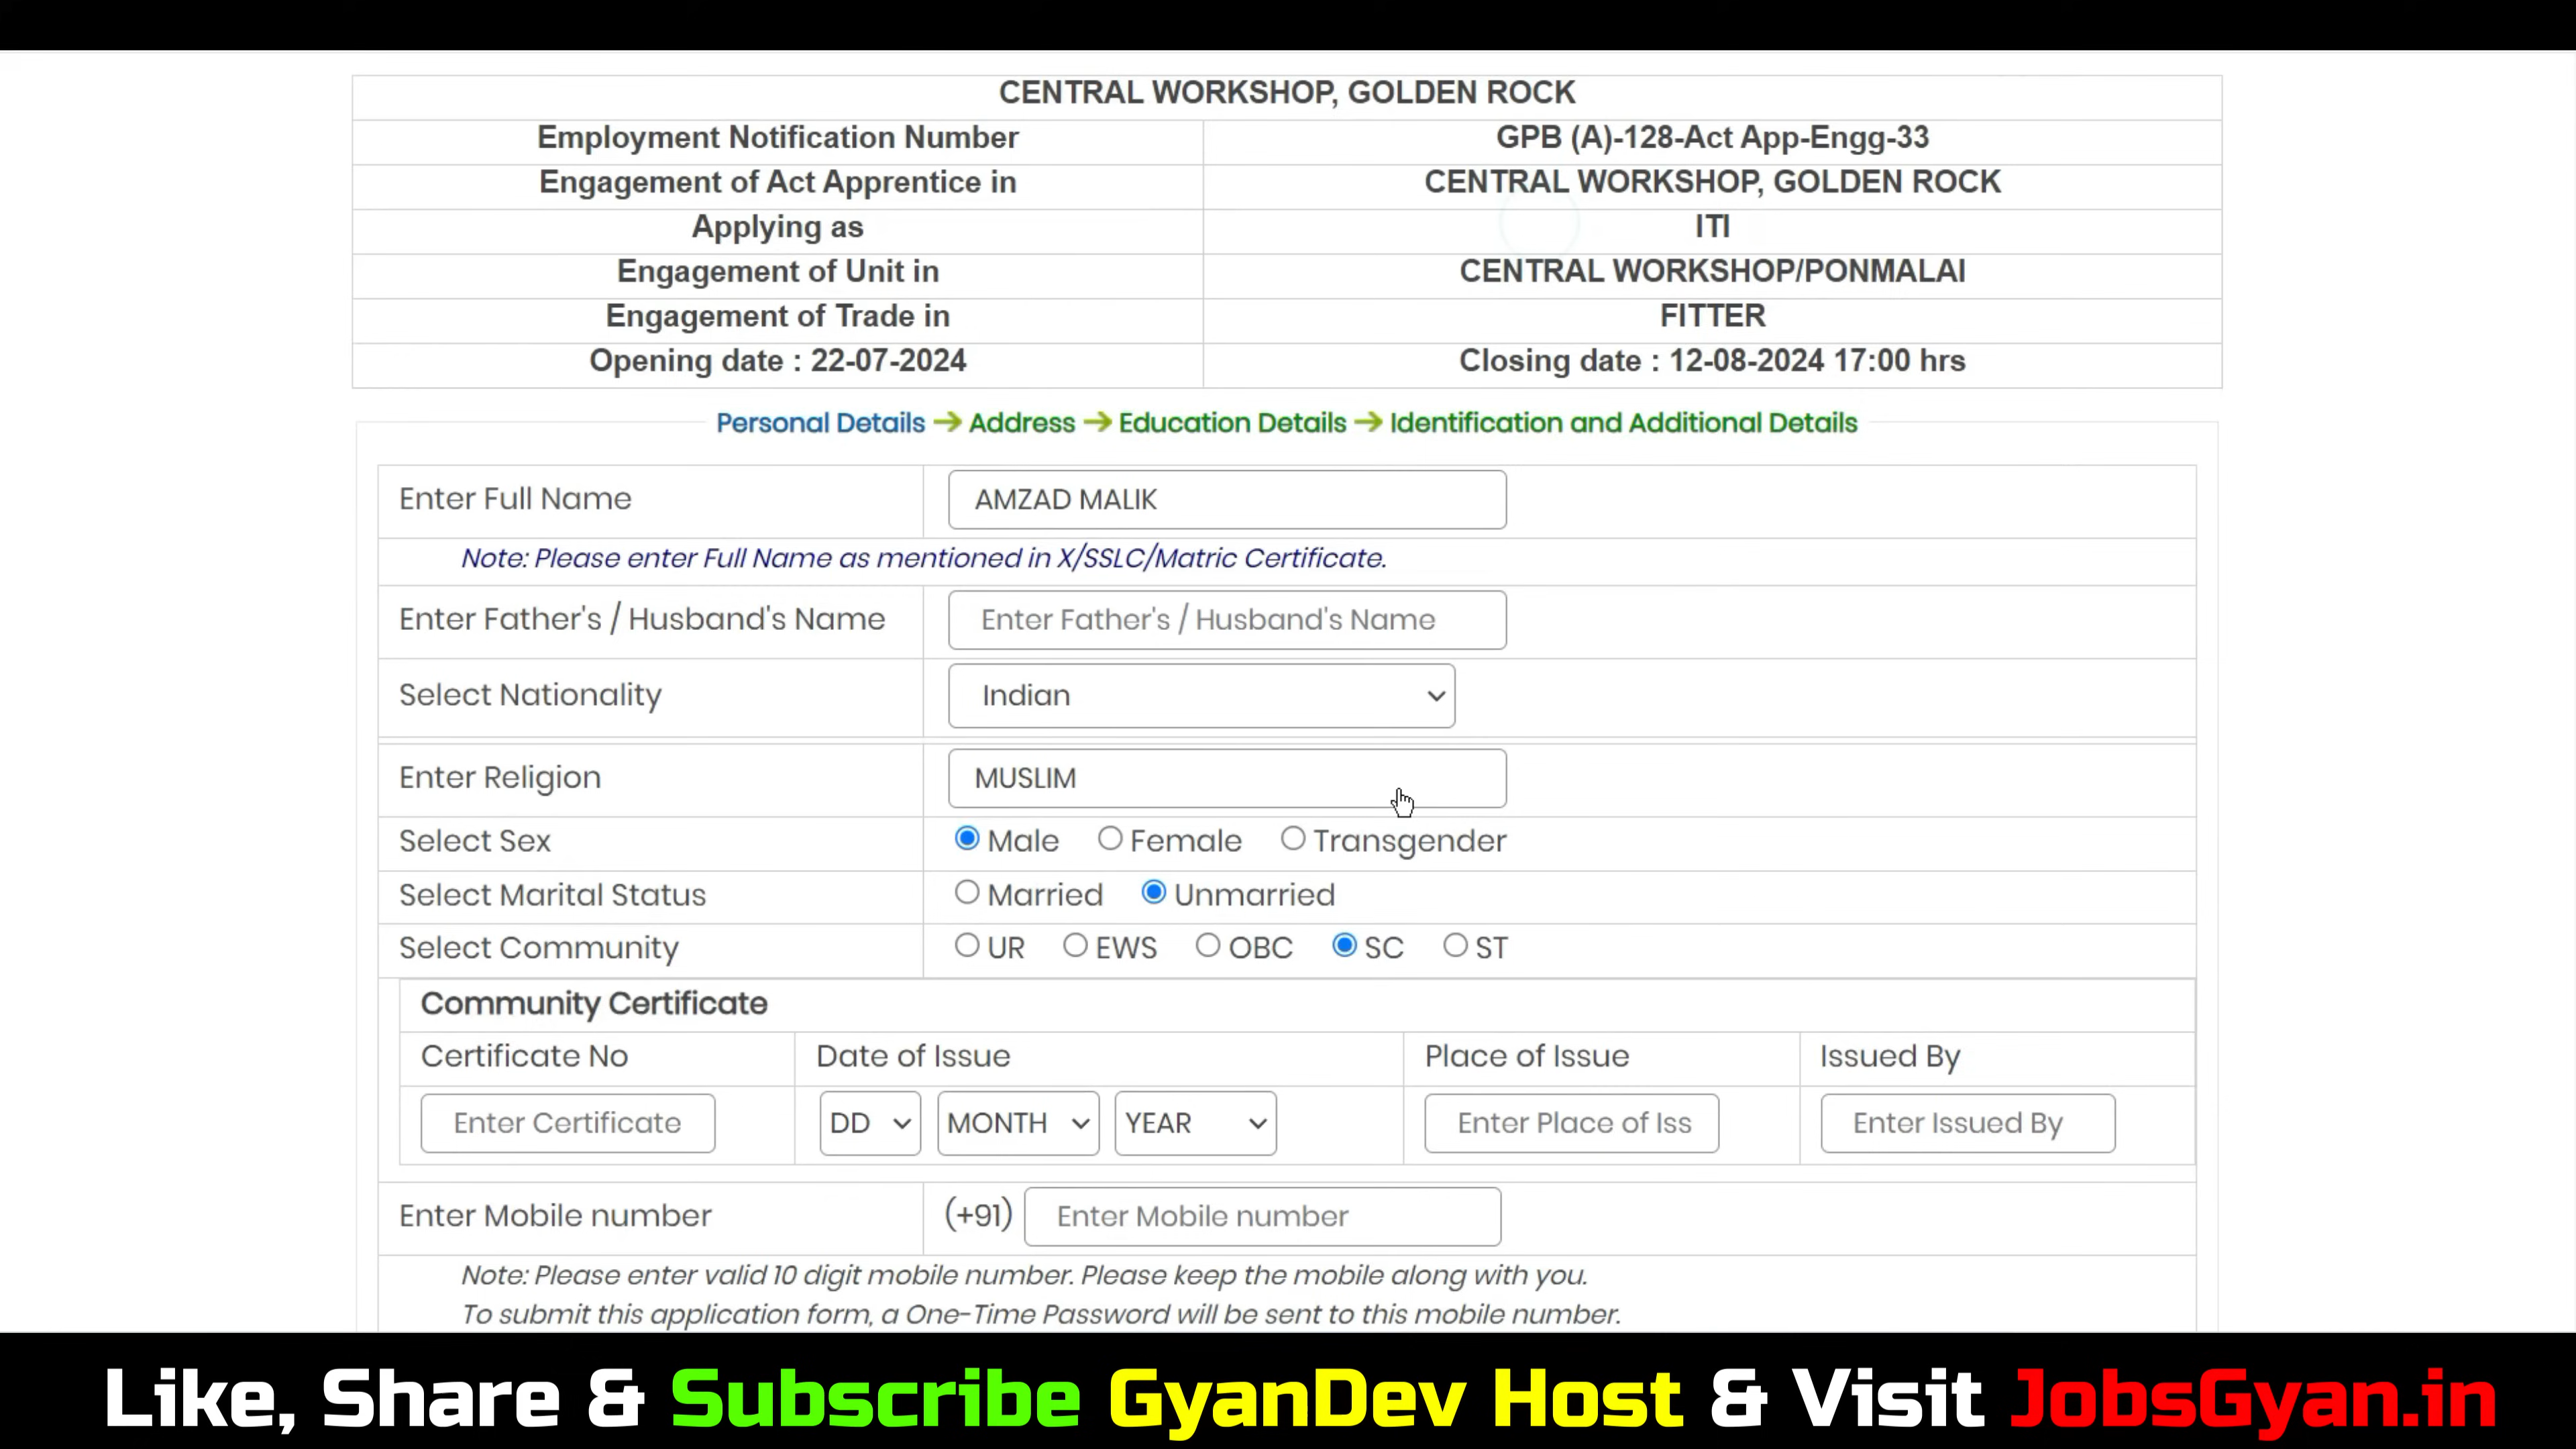 CENTRAL WORKSHOP, GOLDEN ROCK
Employment Notification Number GPB (A)-128-Act App-Engg-33
Engagement of Act Apprentice in CENTRAL WORKSHOP, GOLDEN ROCK
Applying as ITI
Engagement of Unit in CENTRAL WORKSHOP/PONMALAI
Engagement of Trade in FITTER
Opening date : 22-07-2024 Closing date : 12-08-2024 17:00 hrs
Personal Details → Address → Education Details → Identification and Additional Details
Enter Full Name AMZAD MALIK
Note: Please enter Full Name as mentioned in X/SSLC/Matric Certificate.
Enter Father's / Husband's Name Enter Father's / Husband's Name
Select Nationality Indian
Enter Religion MUSLIM
Select Sex Male Female Transgender
Select Marital Status Married Unmarried
Select Community UR EWS OBC SC ST
Community Certificate
Certificate No Date of Issue Place of Issue Issued By
Enter Certificate DD MONTH YEAR Enter Place of Iss Enter Issued By
Enter Mobile number (+91) Enter Mobile number
Note: Please enter valid 10 digit mobile number. Please keep the mobile along with you.
To submit this application form, a One-Time Password will be sent to this mobile number.
Like, Share & Subscribe GyanDev Host & Visit JobsGyan.in